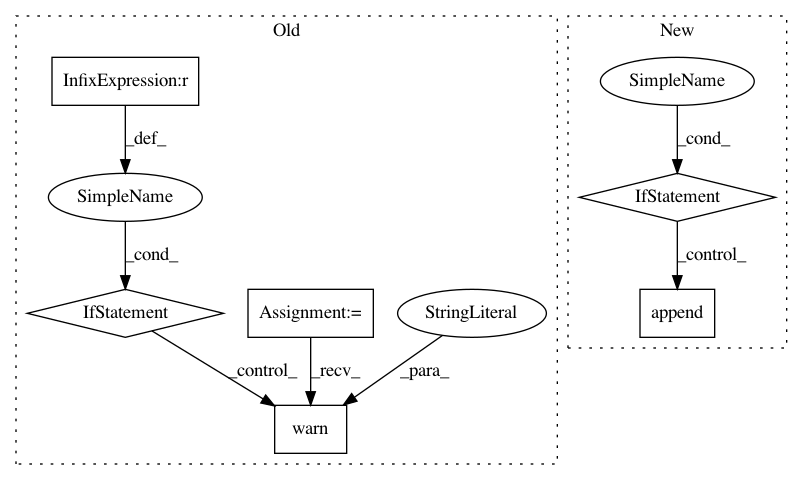 Old
New
InfixExpression:r
SimpleName
_def_
_cond_
SimpleName
IfStatement
_cond_
_control_
IfStatement
Assignment:=
StringLiteral
append
_control_
_recv_
_para_
warn